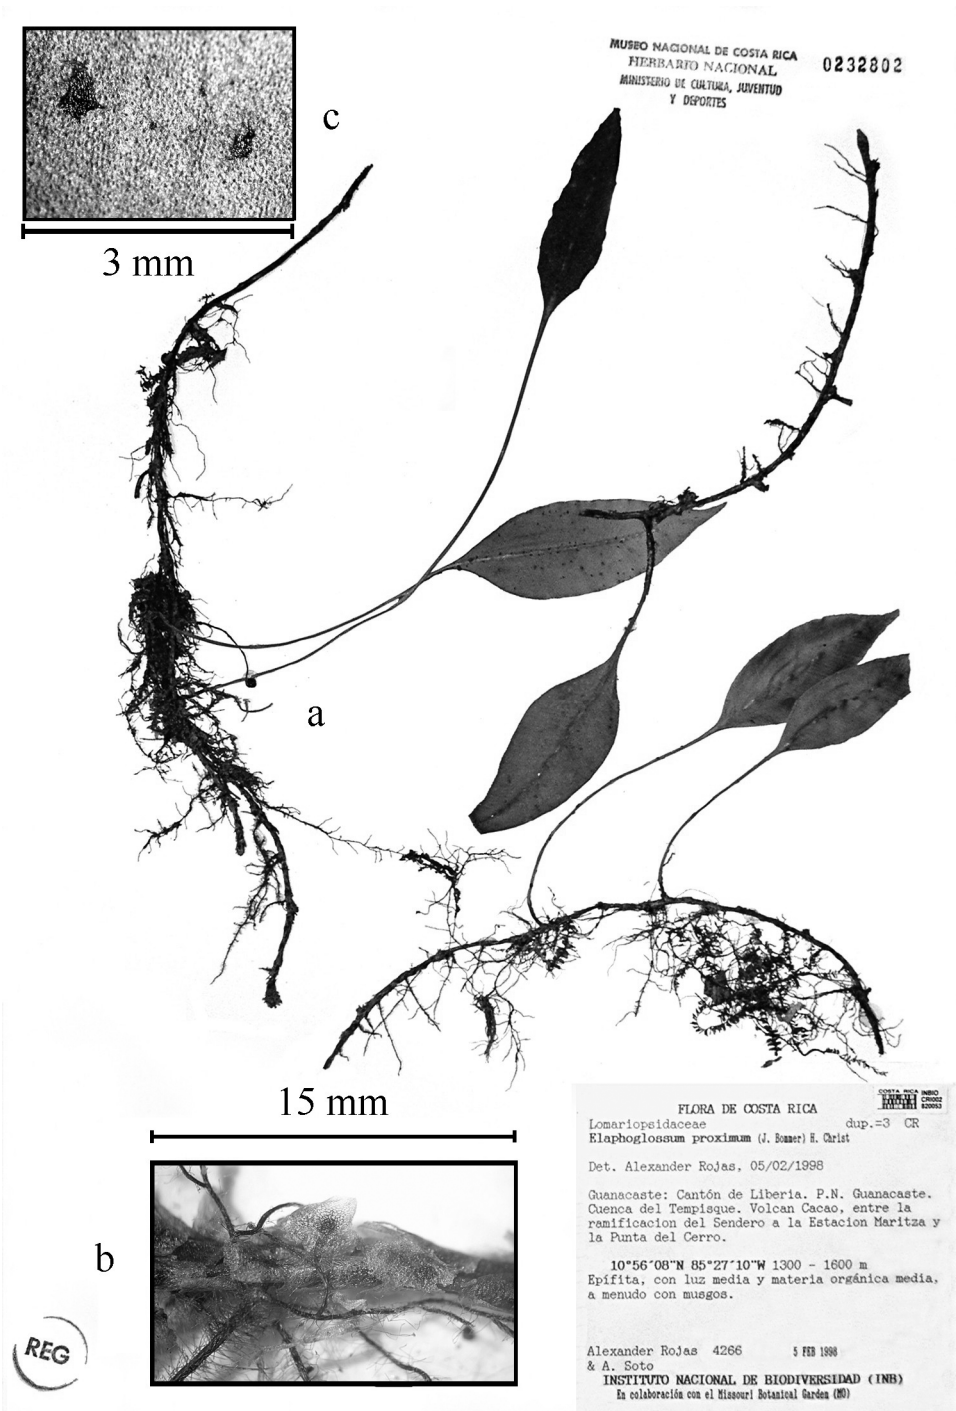 MUSEO NACIONAL DE COSTA RICA
HERBARIO NACIONAL
MINISTERIO DE CULTURA, JUVENTUD
Y DEPORTES
0232802
c
3 mm
a
15 mm
b
REG
COSTA RICA INBIO
CRI002
820053
FLORA DE COSTA RICA
Lomariopsidaceae dup.=3 CR
Elaphoglossum proximum (J. Bommer) H. Christ
Det. Alexander Rojas, 05/02/1998
Guanacaste: Cantón de Liberia. P.N. Guanacaste.
Cuenca del Tempisque. Volcan Cacao, entre la
ramificacion del Sendero a la Estacion Maritza y
la Punta del Cerro.
10°56'08"N 85°27'10"W 1300 - 1600 m
Epífita, con luz media y materia orgánica media,
a menudo con musgos.
Alexander Rojas 4266 5 FEB 1998
& A. Soto
INSTITUTO NACIONAL DE BIODIVERSIDAD (INB)
En colaboración con el Missouri Botanical Garden (MO)